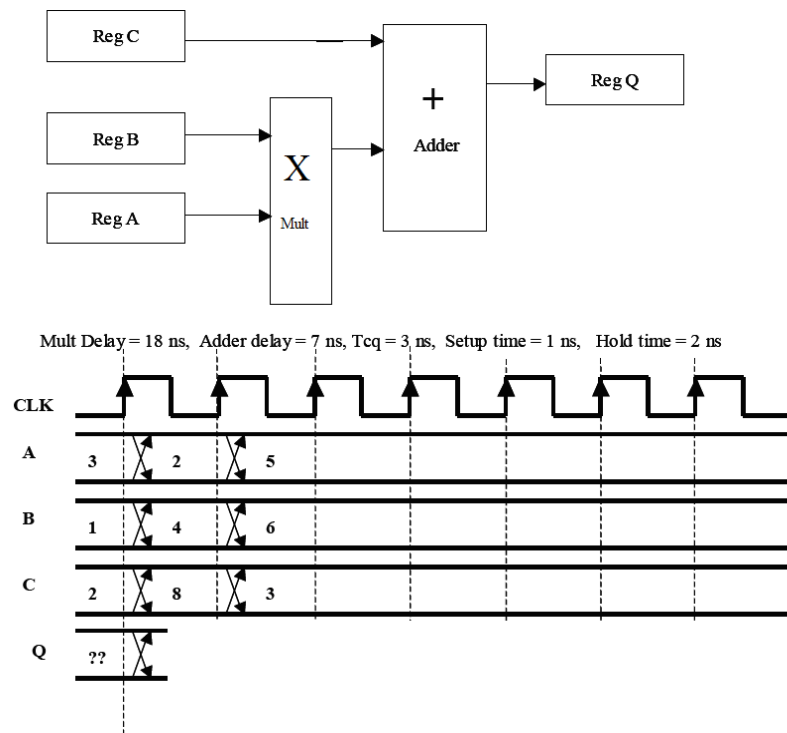 Reg C
Reg Q
+
Adder
Reg B
X
Mult
Reg A
Mult Delay = 18 ns, Adder delay = 7 ns, Tcq = 3 ns, Setup time = 1 ns, Hold time = 2 ns
CLK
A 3 2 5
B 1 4 6
C 2 8 3
Q ??